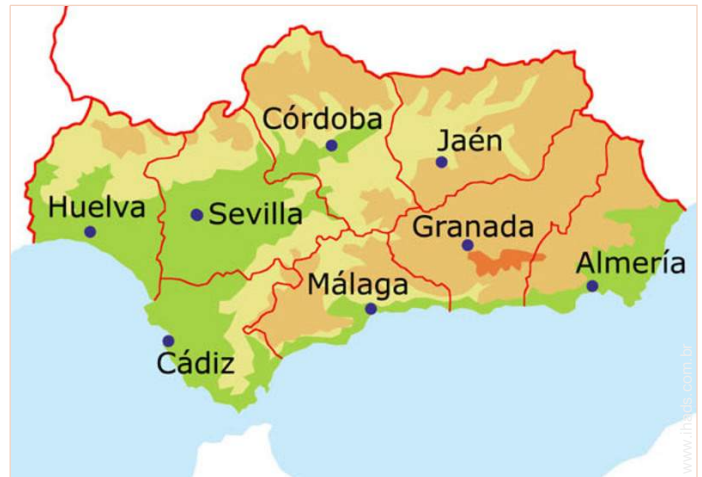 Córdoba
Jaén
Huelva
Sevilla
Granada
Almería
Málaga
Cádiz